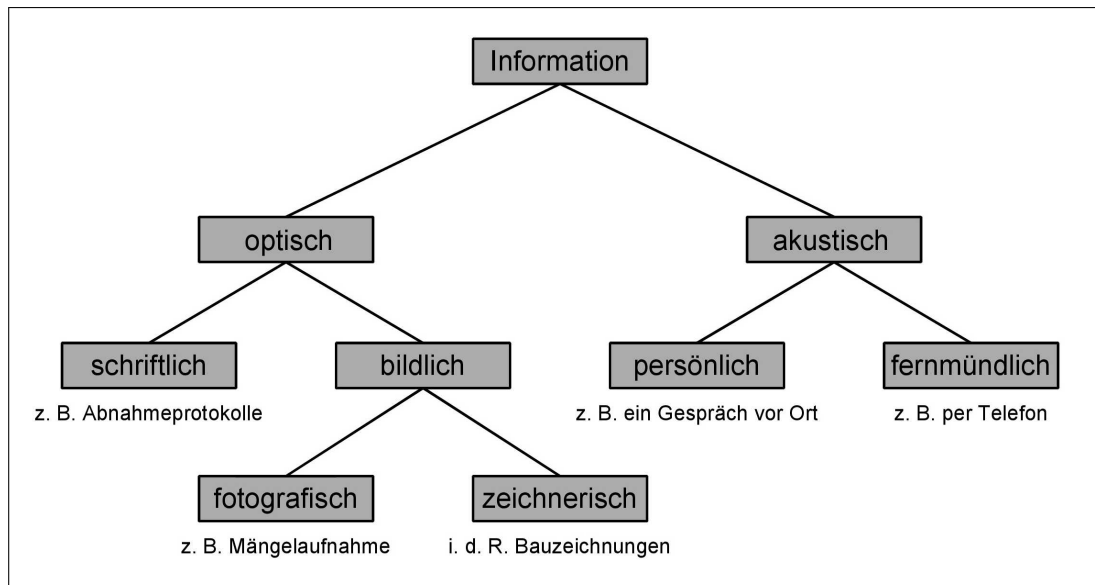 Information
optisch
akustisch
schriftlich
bildlich
persönlich
fernmündlich
z. B. Abnahmeprotokolle
z. B. ein Gespräch vor Ort
z. B. per Telefon
fotografisch
zeichnerisch
z. B. Mängelaufnahme
i. d. R. Bauzeichnungen